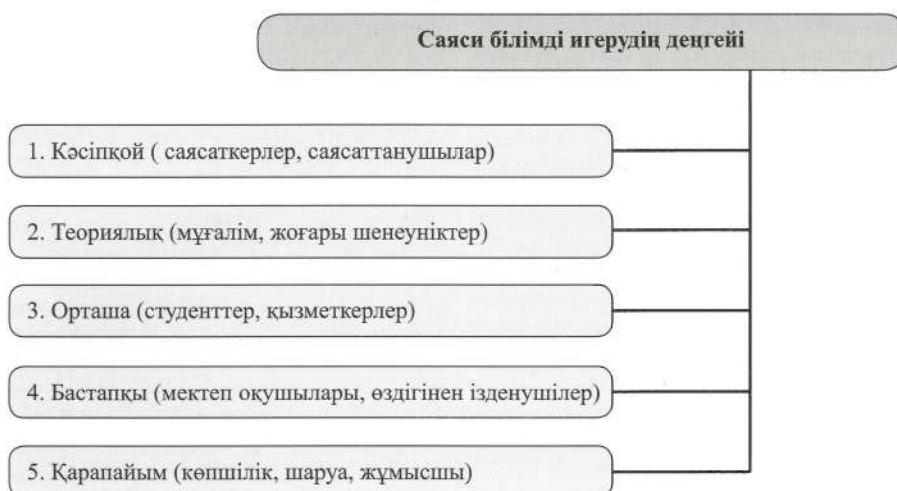 Саяси білімді игерудің деңгейі
1. Кәсіпқой ( саясаткерлер, саясаттанушылар)
2. Теориялық (мұғалім, жоғары шенеуніктер)
3. Орташа (студенттер, қызметкерлер)
4. Бастапқы (мектеп оқушылары, өздігінен ізденушілер)
5. Қарапайым (көпшілік, шаруа, жұмысшы)